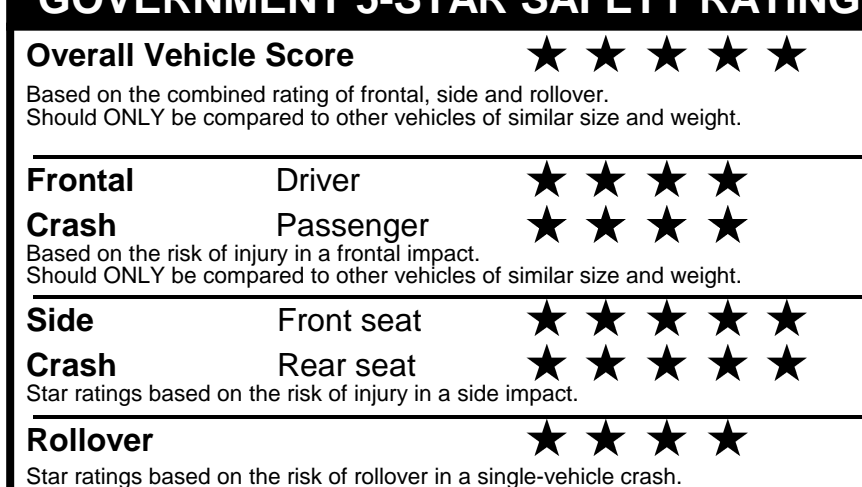 GOVERNMENT 5-STAR SAFETY RATING
Overall Vehicle Score ★ ★ ★ ★ ★
Based on the combined rating of frontal, side and rollover.
Should ONLY be compared to other vehicles of similar size and weight.
Frontal Driver ★ ★ ★ ★
Crash Passenger ★ ★ ★ ★
Based on the risk of injury in a frontal impact.
Should ONLY be compared to other vehicles of similar size and weight.
Side Front seat ★ ★ ★ ★ ★
Crash Rear seat ★ ★ ★ ★ ★
Star ratings based on the risk of injury in a side impact.
Rollover ★ ★ ★ ★
Star ratings based on the risk of rollover in a single-vehicle crash.